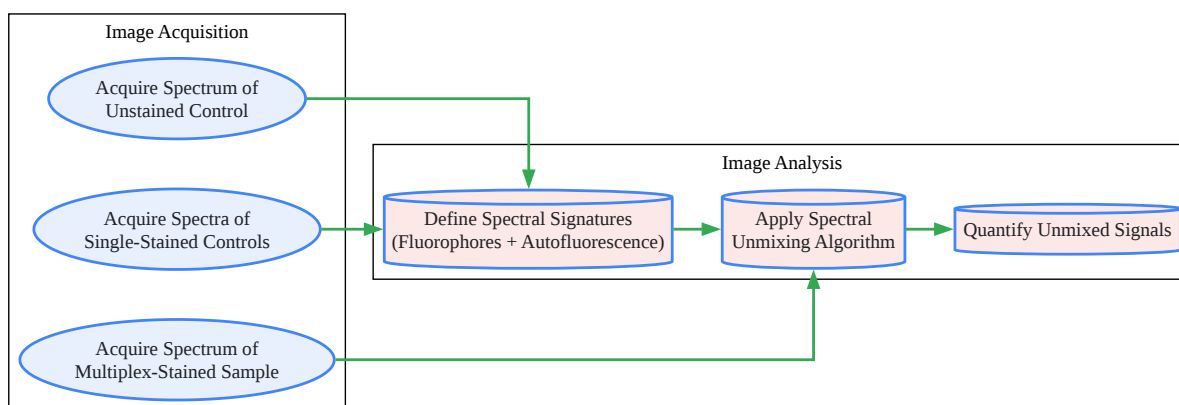 Image Acquisition
Acquire Spectrum of
Unstained Control
Acquire Spectra of
Single-Stained Controls
Acquire Spectrum of
Multiplex-Stained Sample
Image Analysis
Define Spectral Signatures
(Fluorophores + Autofluorescence)
Apply Spectral
Unmixing Algorithm
Quantify Unmixed Signals